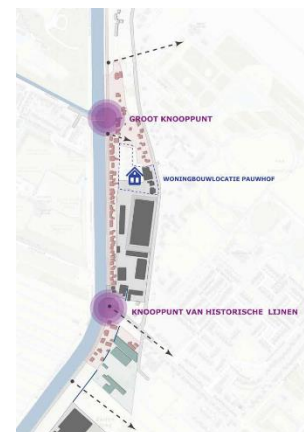 GROOT KNOOPPUNT
WONINGBOUWLOCATIE PAUWHOF
KNOOPPUNT VAN HISTORISCHE LIJNEN